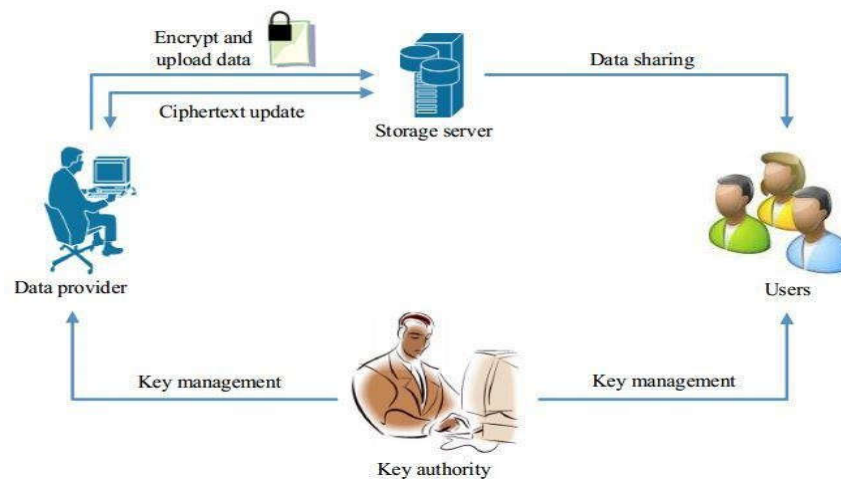 Encrypt and
upload data
Data sharing
Ciphertext update
Storage server
Data provider
Users
Key management
Key management
Key authority